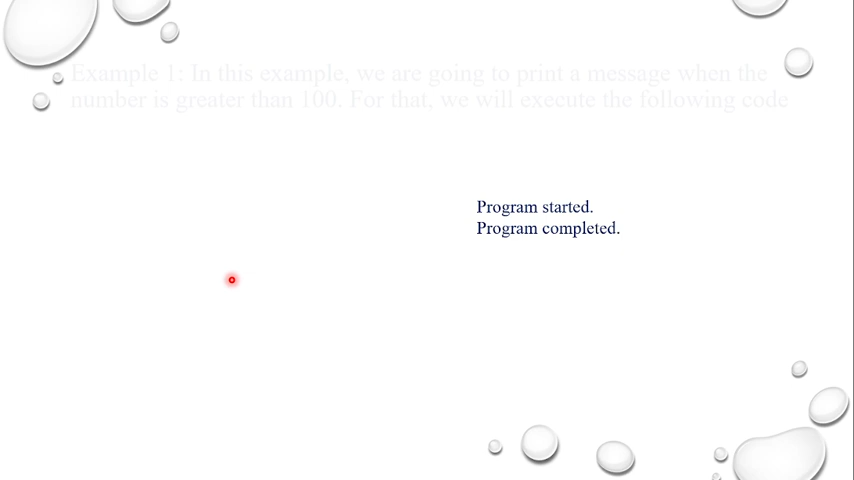 Example 1: In this example, we are going to print a message when the
number is greater than 100. For that, we will execute the following code
Program started.
Program completed.